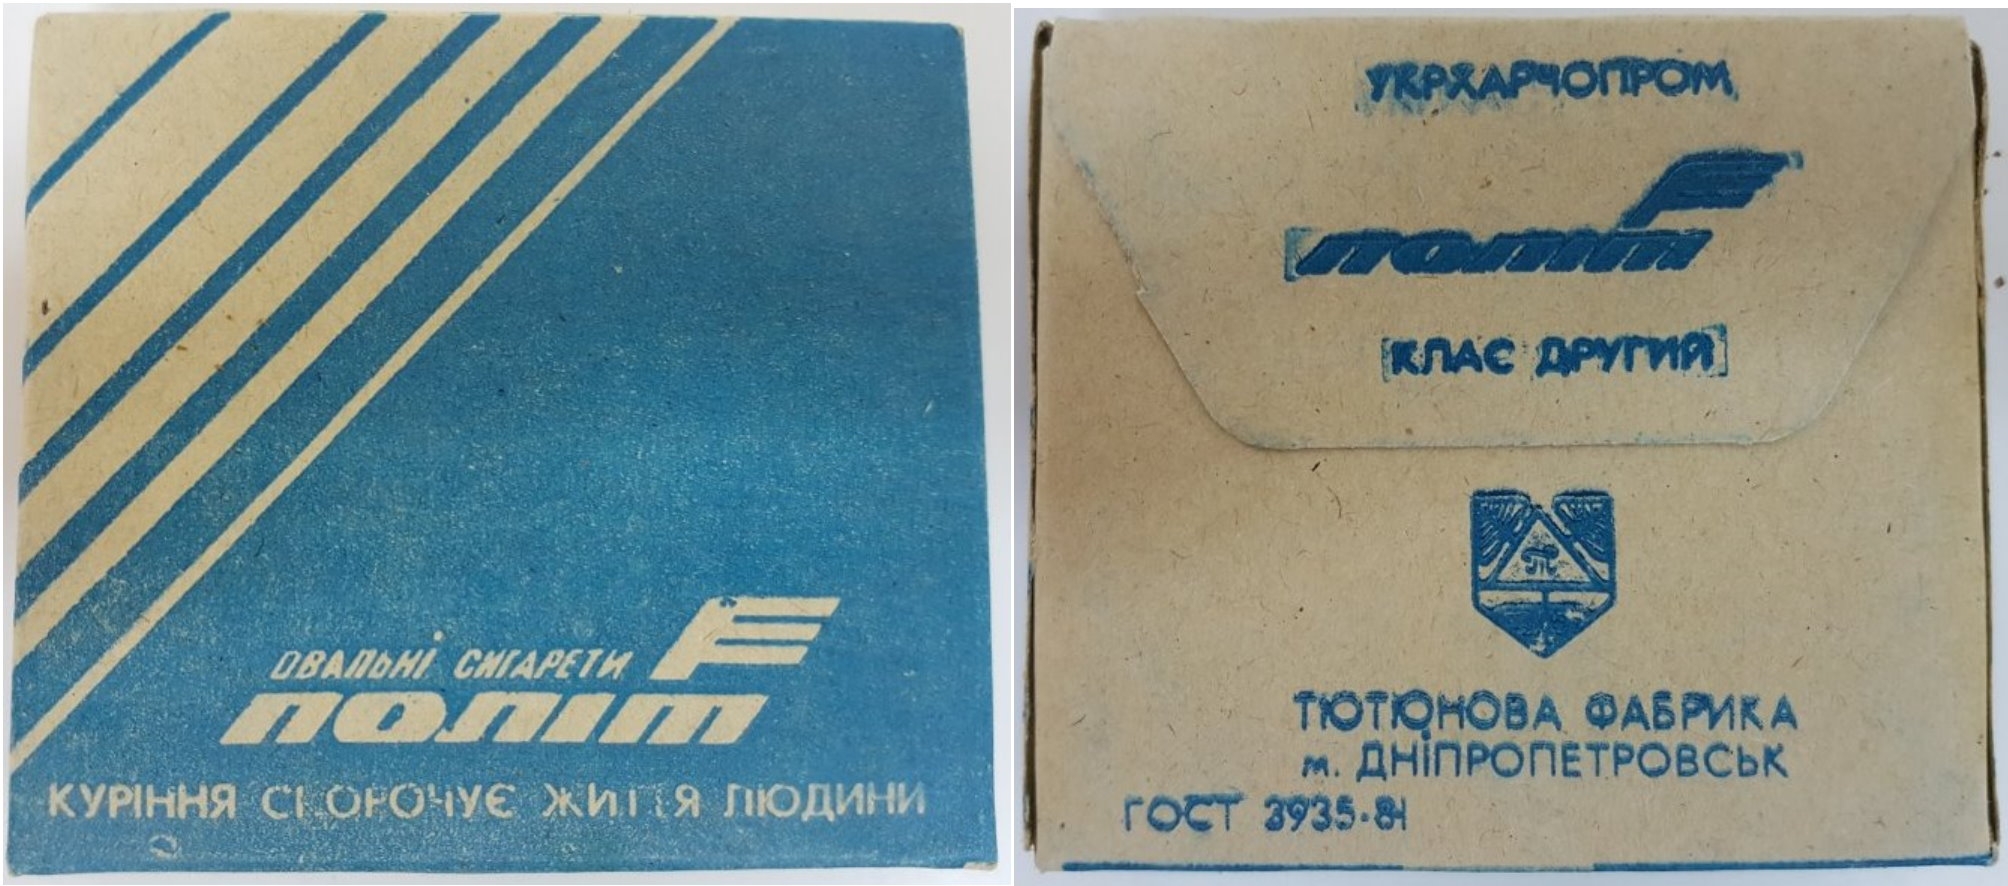 ОВАЛЬНІ СИГАРЕТИ
ПОЛІТ
КУРІННЯ СКОРОЧУЄ ЖИТТЯ ЛЮДИНИ
УКРХАРЧОПРОМ
ПОЛІТ
КЛАС ДРУГИЙ
ТЮТЮНОВА ФАБРИКА
м. ДНІПРОПЕТРОВСЬК
ГОСТ 3935-81